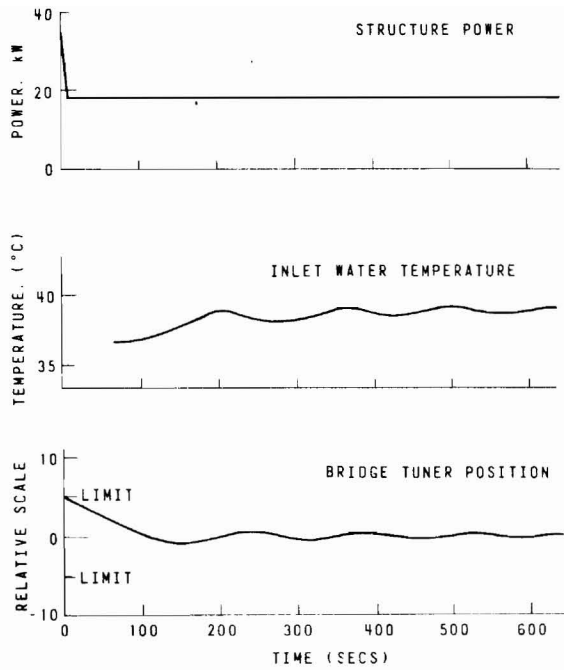 STRUCTURE POWER
POWER. kW
40
20
0
INLET WATER TEMPERATURE
TEMPERATURE. (°C)
40
35
BRIDGE TUNER POSITION
RELATIVE SCALE
10
LIMIT
0
LIMIT
-10
0 100 200 300 400 500 600
TIME (SECS)